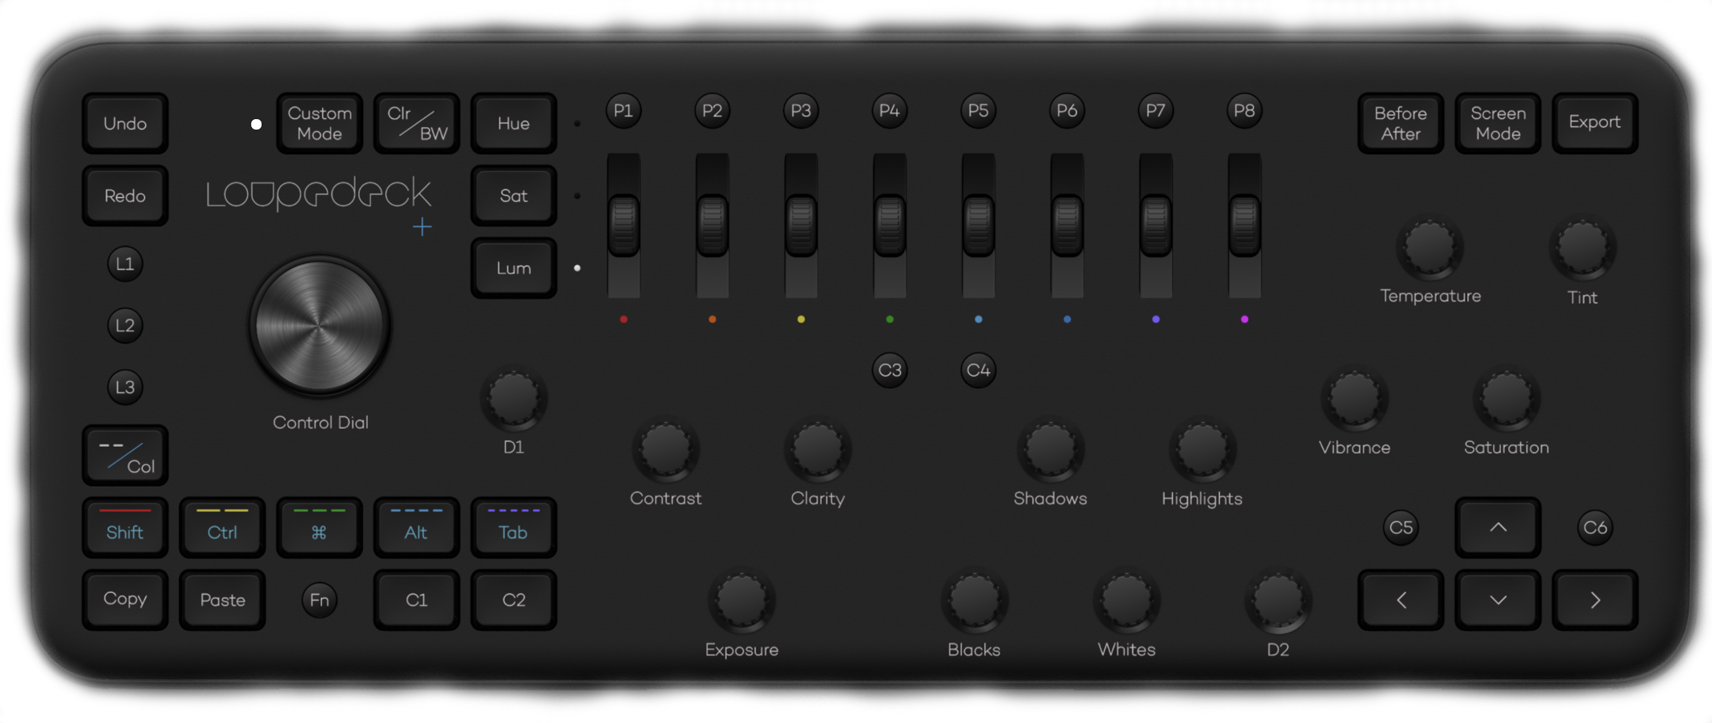 Undo
Custom
Mode
Clr
BW
Hue
P1
P2
P3
P4
P5
P6
P7
P8
Before
After
Screen
Mode
Export
Redo
Loupedeck
+
Sat
L1
Lum
L2
L3
Control Dial
Temperature
Tint
C3
C4
D1
Vibrance
Saturation
-- Col
Contrast
Clarity
Shadows
Highlights
Shift
Ctrl
⌘
Alt
Tab
C5
C6
Copy
Paste
Fn
C1
C2
Exposure
Blacks
Whites
D2